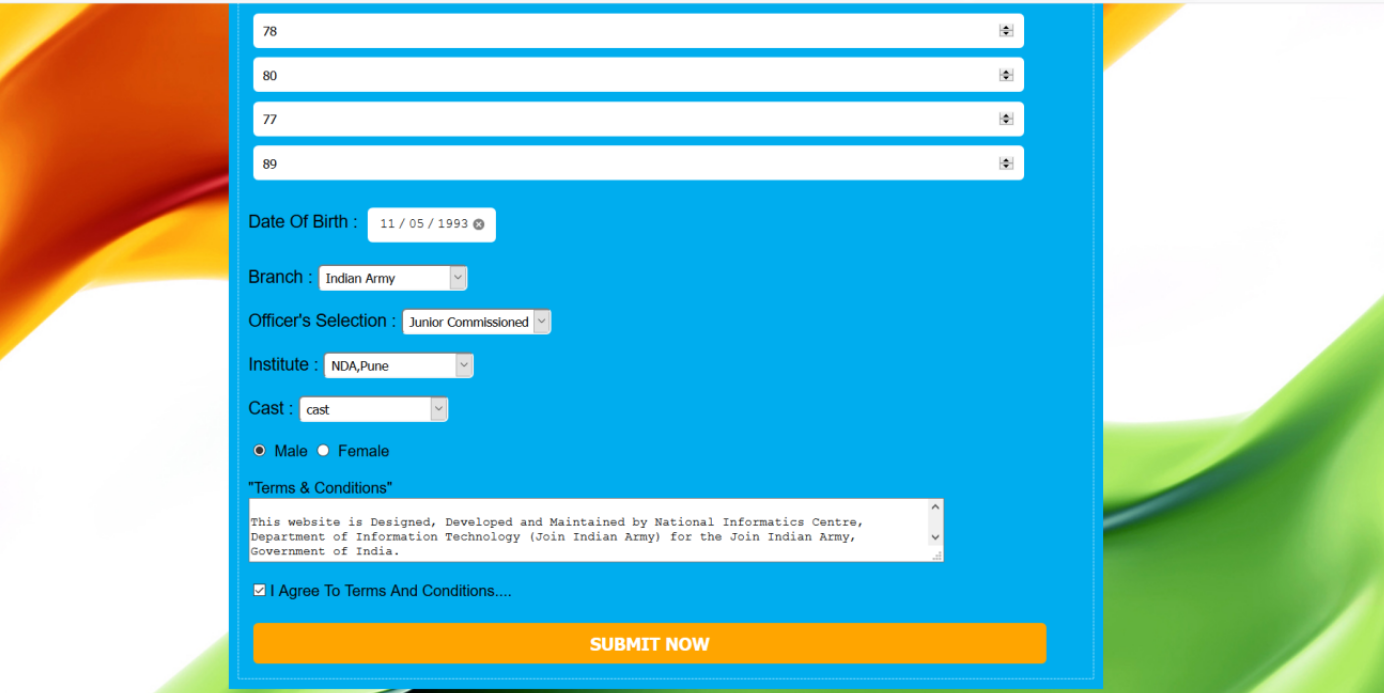 78
80
77
89
Date Of Birth : 11 / 05 / 1993
Branch : Indian Army
Officer's Selection : Junior Commissioned
Institute : NDA,Pune
Cast : cast
Male Female
"Terms & Conditions"
This website is Designed, Developed and Maintained by National Informatics Centre,
Department of Information Technology (Join Indian Army) for the Join Indian Army,
Government of India.
I Agree To Terms And Conditions....
SUBMIT NOW